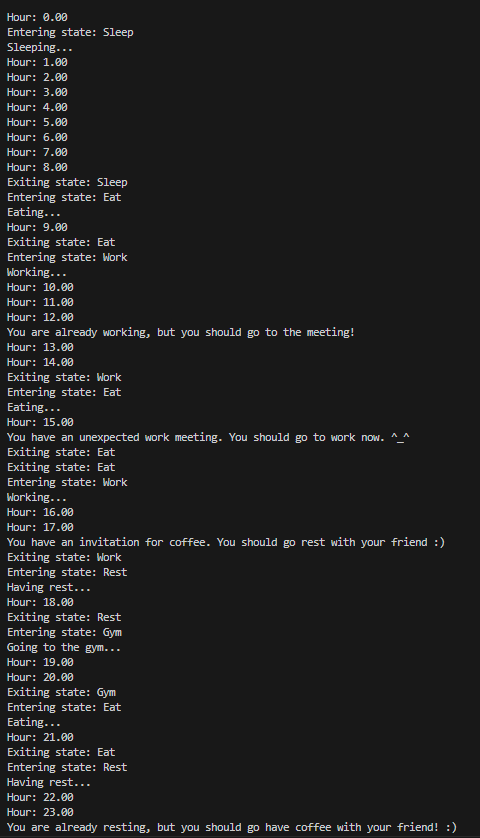 Hour: 0.00
Entering state: Sleep
Sleeping...
Hour: 1.00
Hour: 2.00
Hour: 3.00
Hour: 4.00
Hour: 5.00
Hour: 6.00
Hour: 7.00
Hour: 8.00
Exiting state: Sleep
Entering state: Eat
Eating...
Hour: 9.00
Exiting state: Eat
Entering state: Work
Working...
Hour: 10.00
Hour: 11.00
Hour: 12.00
You are already working, but you should go to the meeting!
Hour: 13.00
Hour: 14.00
Exiting state: Work
Entering state: Eat
Eating...
Hour: 15.00
You have an unexpected work meeting. You should go to work now. ^_^
Exiting state: Eat
Exiting state: Eat
Entering state: Work
Working...
Hour: 16.00
Hour: 17.00
You have an invitation for coffee. You should go rest with your friend :)
Exiting state: Work
Entering state: Rest
Having rest...
Hour: 18.00
Exiting state: Rest
Entering state: Gym
Going to the gym...
Hour: 19.00
Hour: 20.00
Exiting state: Gym
Entering state: Eat
Eating...
Hour: 21.00
Exiting state: Eat
Entering state: Rest
Having rest...
Hour: 22.00
Hour: 23.00
You are already resting, but you should go have coffee with your friend! :)